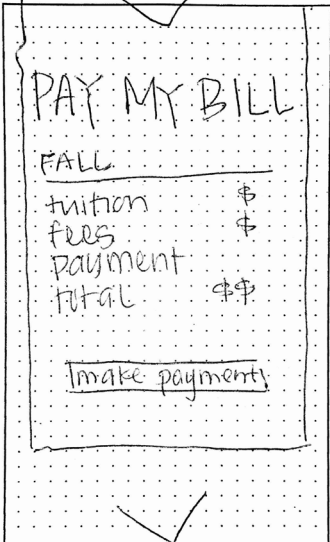 PAY MY BILL
FALL
tuition $
fees $
payment
total $$
make payment